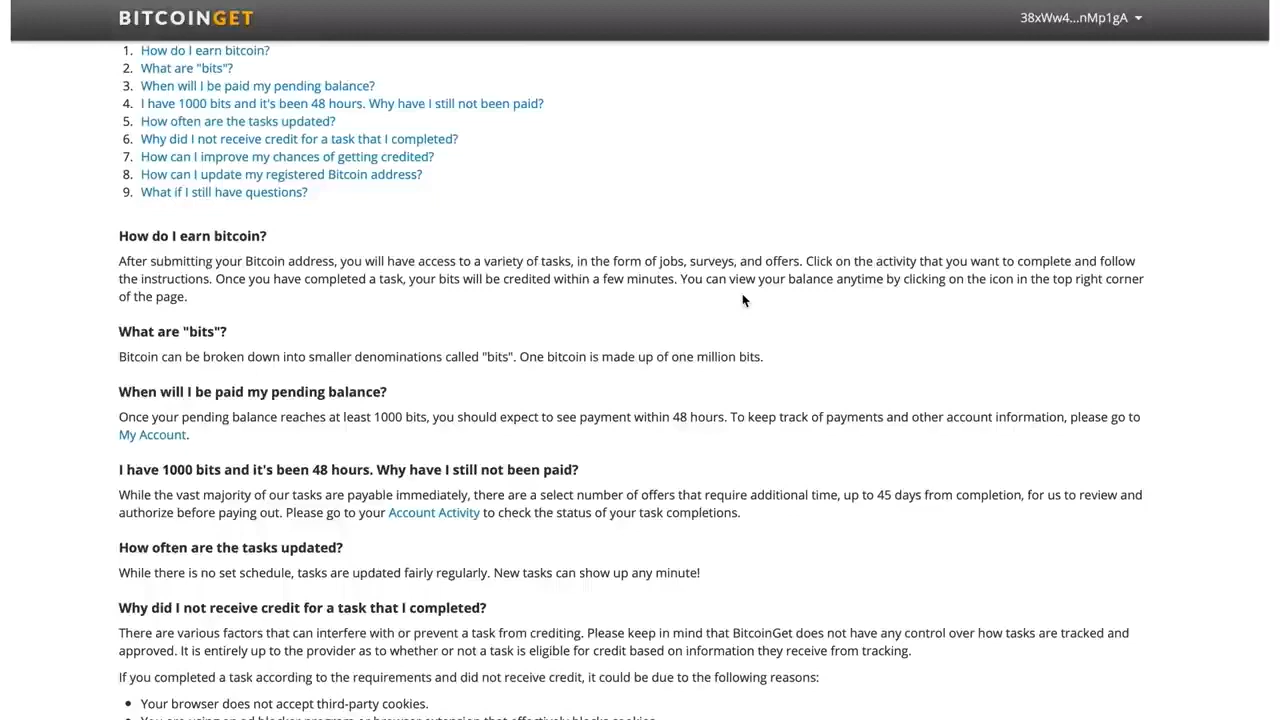 BITCOINGET
38xWw4...nMp1gA
1. How do I earn bitcoin?
2. What are "bits"?
3. When will I be paid my pending balance?
4. I have 1000 bits and it's been 48 hours. Why have I still not been paid?
5. How often are the tasks updated?
6. Why did I not receive credit for a task that I completed?
7. How can I improve my chances of getting credited?
8. How can I update my registered Bitcoin address?
9. What if I still have questions?
How do I earn bitcoin?
After submitting your Bitcoin address, you will have access to a variety of tasks, in the form of jobs, surveys, and offers. Click on the activity that you want to complete and follow
the instructions. Once you have completed a task, your bits will be credited within a few minutes. You can view your balance anytime by clicking on the icon in the top right corner
of the page.
What are "bits"?
Bitcoin can be broken down into smaller denominations called "bits". One bitcoin is made up of one million bits.
When will I be paid my pending balance?
Once your pending balance reaches at least 1000 bits, you should expect to see payment within 48 hours. To keep track of payments and other account information, please go to
My Account.
I have 1000 bits and it's been 48 hours. Why have I still not been paid?
While the vast majority of our tasks are payable immediately, there are a select number of offers that require additional time, up to 45 days from completion, for us to review and
authorize before paying out. Please go to your Account Activity to check the status of your task completions.
How often are the tasks updated?
While there is no set schedule, tasks are updated fairly regularly. New tasks can show up any minute!
Why did I not receive credit for a task that I completed?
There are various factors that can interfere with or prevent a task from crediting. Please keep in mind that BitcoinGet does not have any control over how tasks are tracked and
approved. It is entirely up to the provider as to whether or not a task is eligible for credit based on information they receive from tracking.
If you completed a task according to the requirements and did not receive credit, it could be due to the following reasons:
• Your browser does not accept third-party cookies.